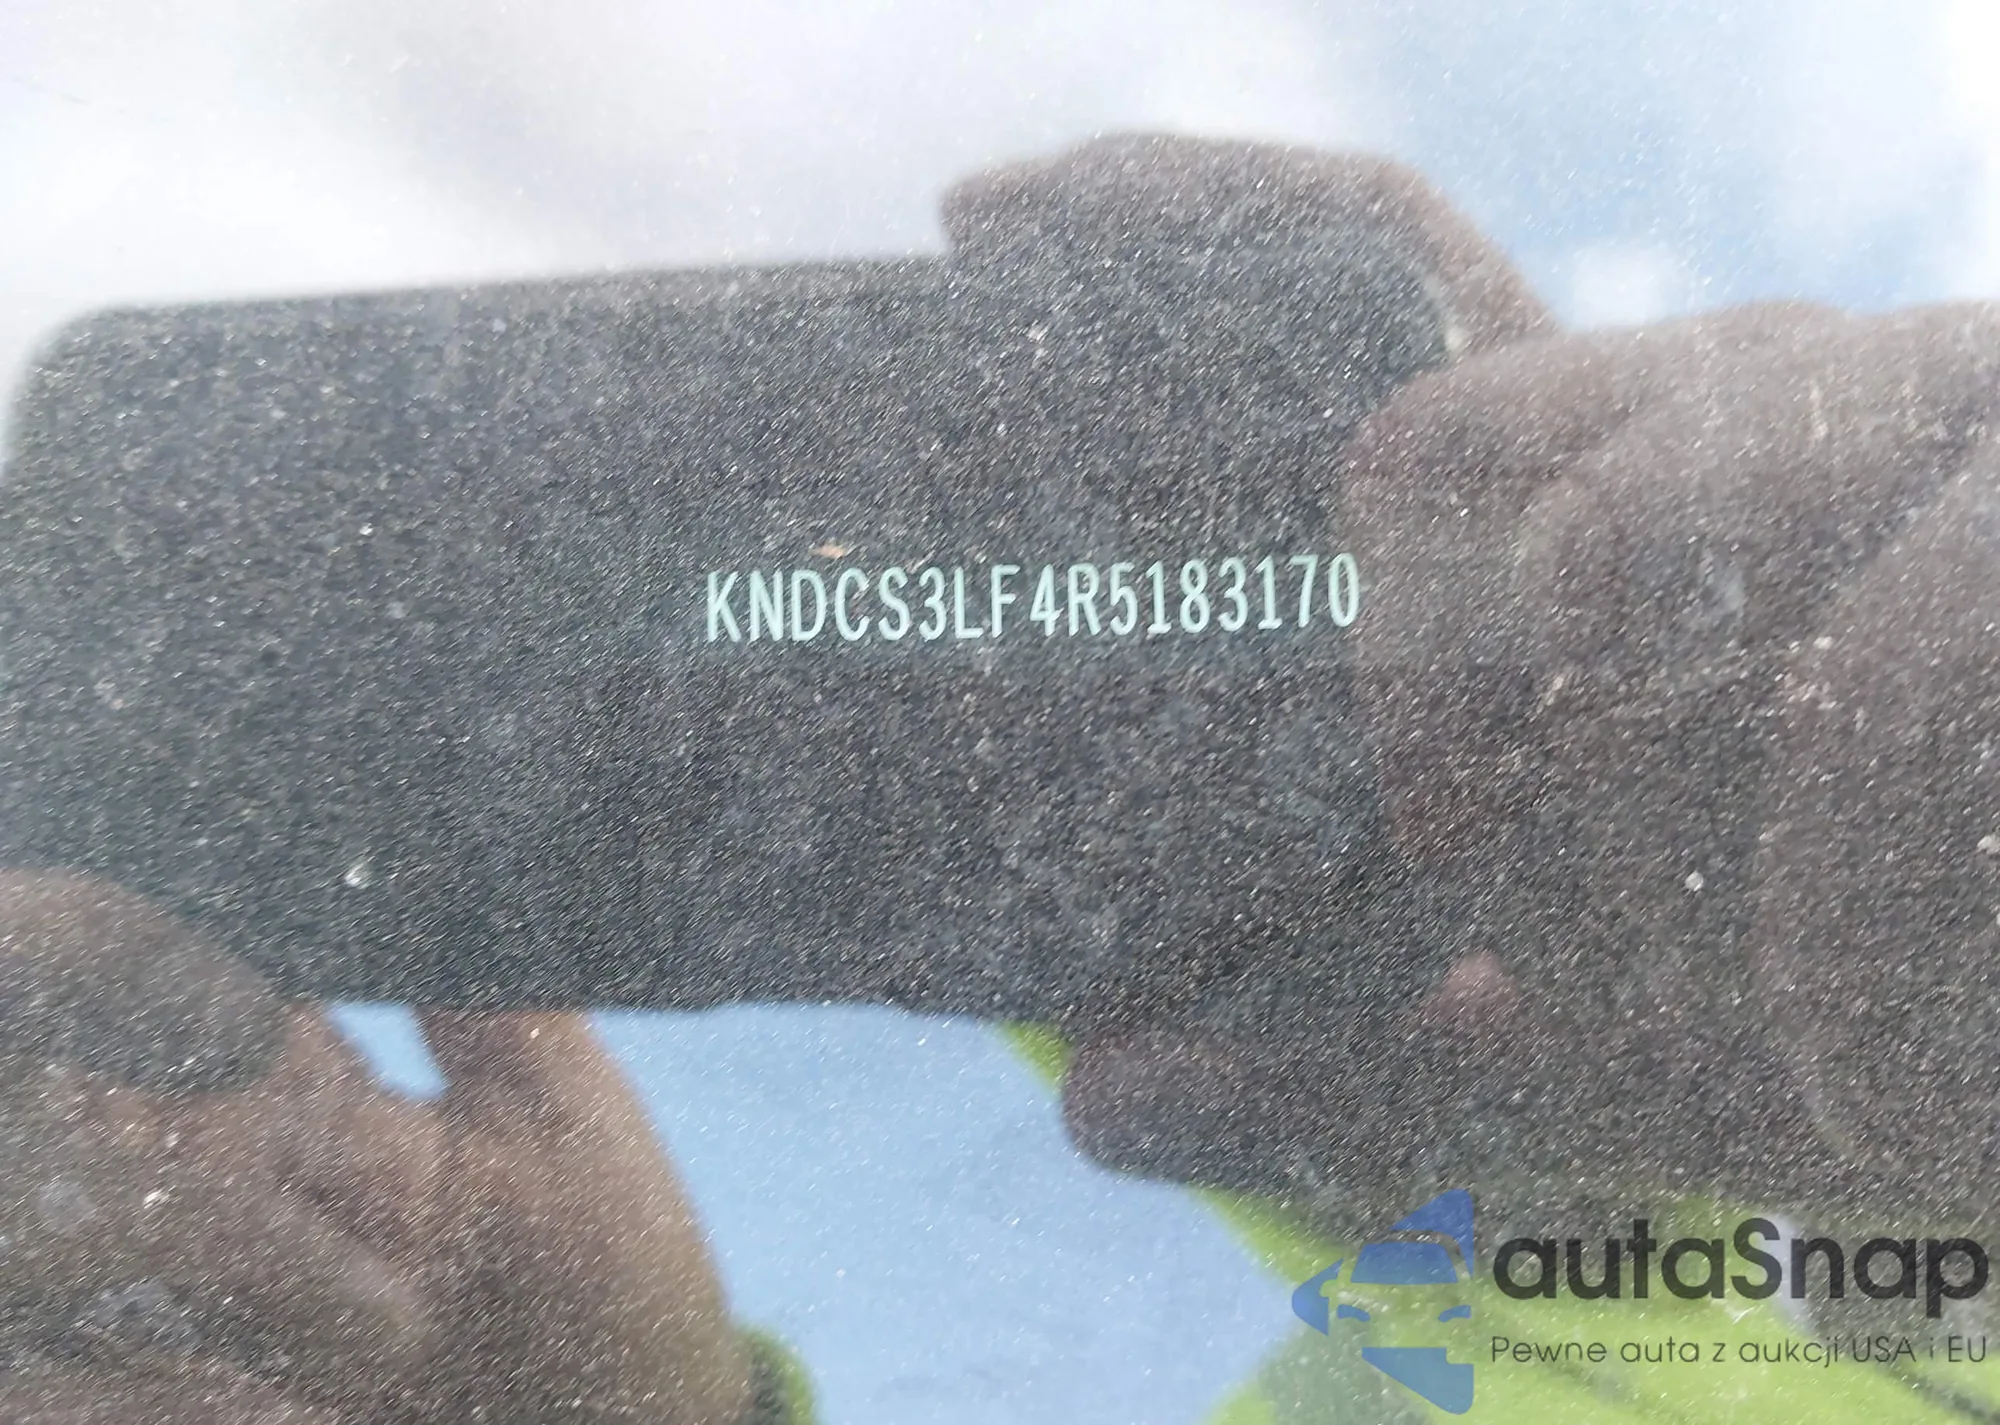 KNDCS3LF4R5183170
autaSnap
Pewne auta z aukcji USA i EU